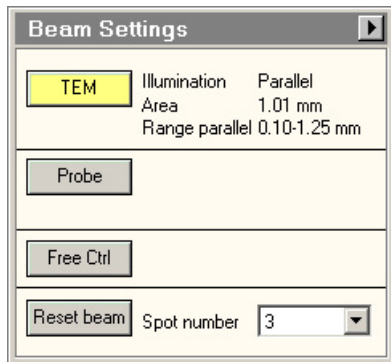 Beam Settings
TEM Illumination Parallel
Area 1.01 mm
Range parallel 0.10-1.25 mm
Probe
Free Ctrl
Reset beam Spot number 3